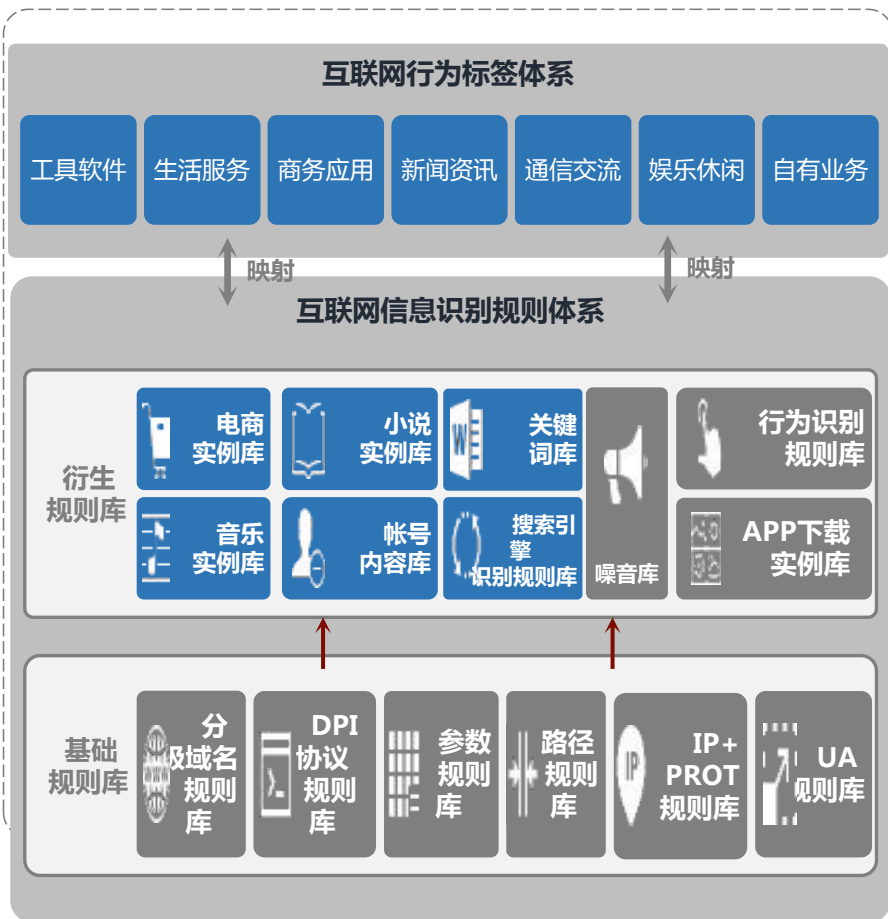 互联网行为标签体系
工具软件
生活服务
商务应用
新闻资讯
通信交流
娱乐休闲
自有业务
映射
映射
互联网信息识别规则体系
衍生
规则库
电商
实例库
小说
实例库
W
关键
词库
噪音库
行为识别
规则库
音乐
实例库
帐号
内容库
搜索引
擎
识别规则库
APP下载
实例库
基础
规则库
WWW
分
级域名
规则
库
DPI
协议
规则
库
参数
规则
库
路径
规则
库
IP
IP+
PROT
规则库
UA
规则库